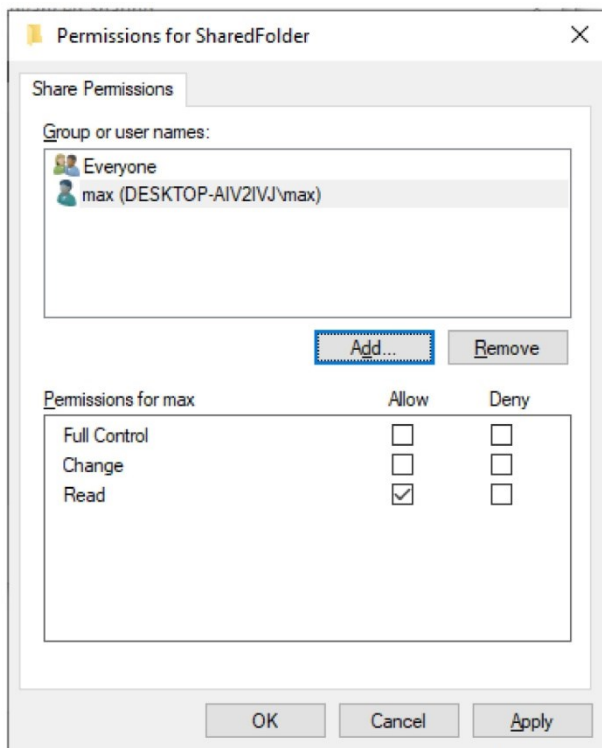 Permissions for SharedFolder
Share Permissions
Group or user names:
Everyone
max (DESKTOP-AIV2IVJ\max)
Add... Remove
Permissions for max Allow Deny
Full Control
Change
Read
OK Cancel Apply